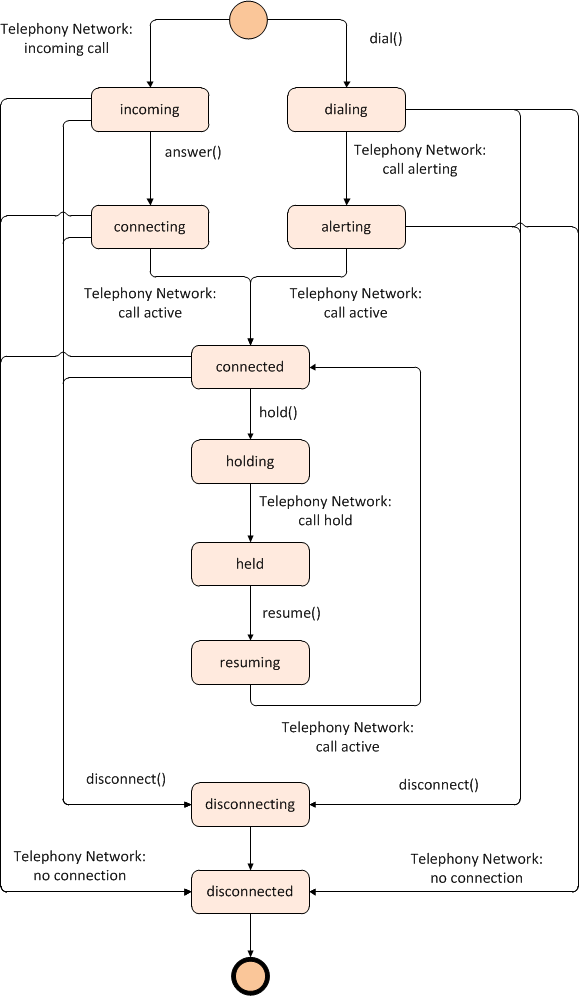 Telephony Network:
incoming call
dial()
incoming
dialing
answer()
Telephony Network:
call alerting
connecting
alerting
Telephony Network:
call active
Telephony Network:
call active
connected
hold()
holding
Telephony Network:
call hold
held
resume()
resuming
Telephony Network:
call active
disconnect()
disconnect()
disconnecting
Telephony Network:
no connection
Telephony Network:
no connection
disconnected